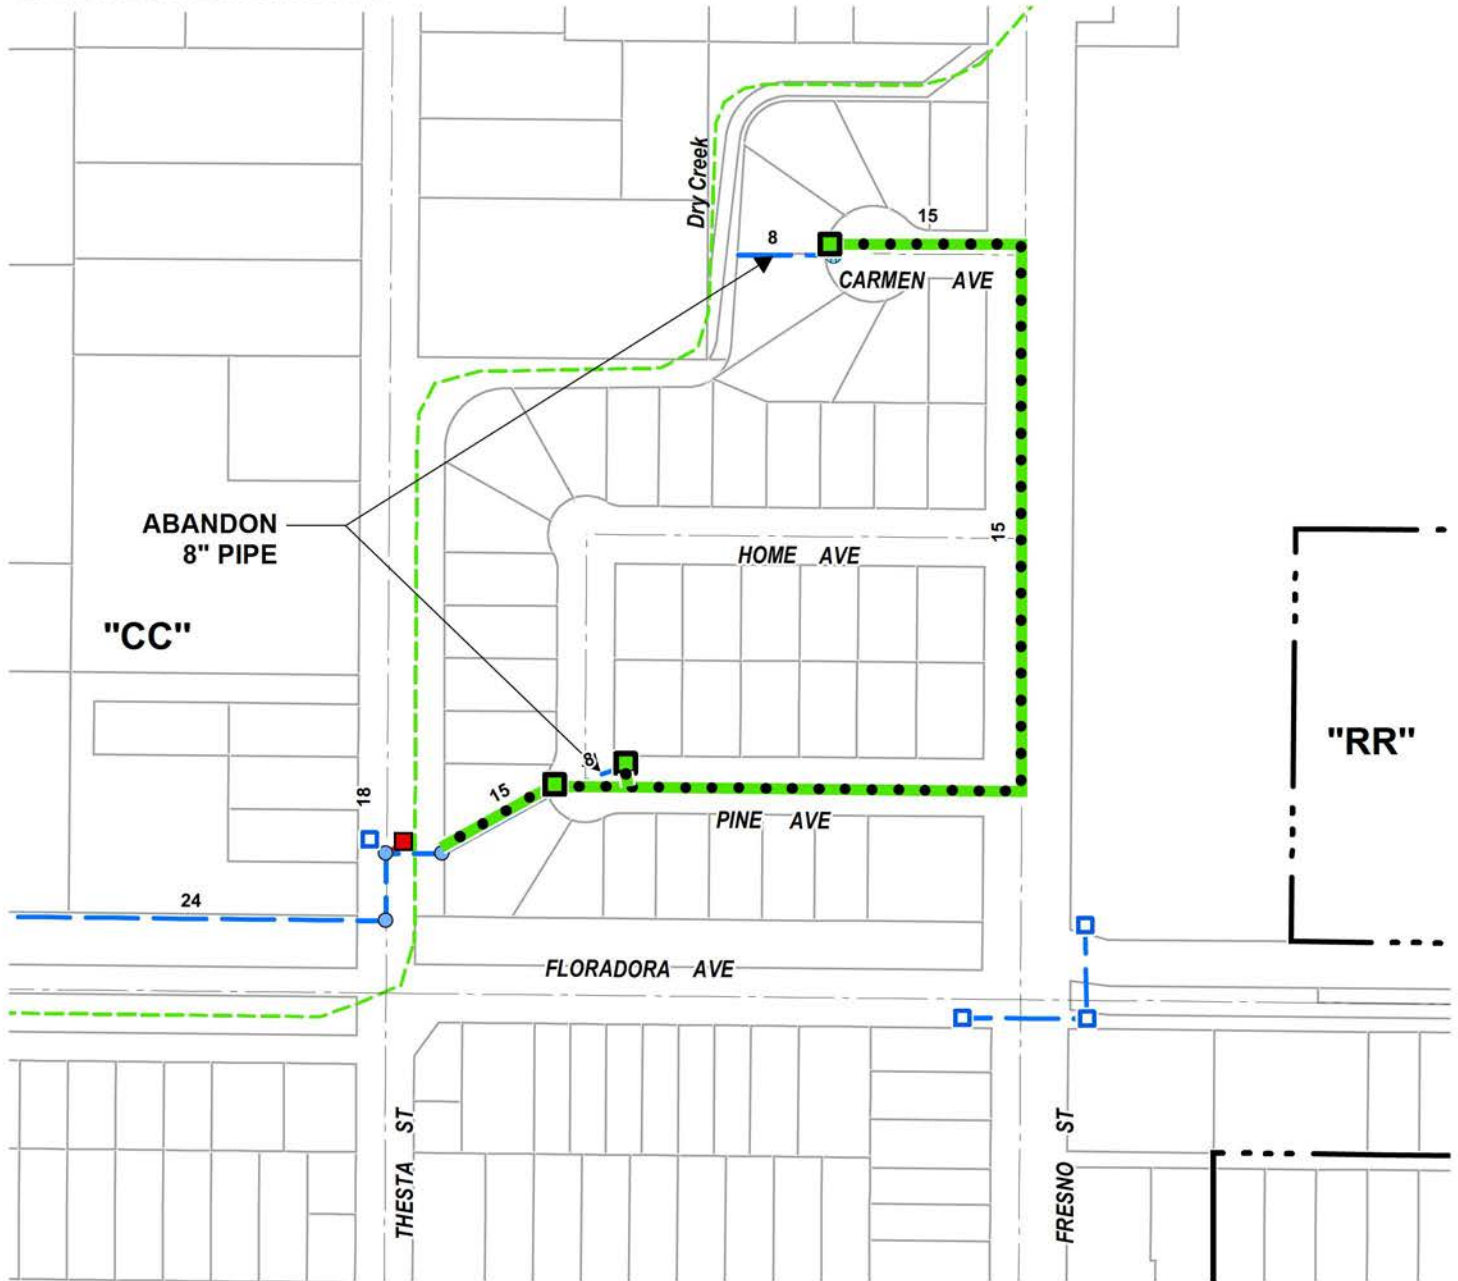 Dry Creek
15
8
CARMEN AVE
ABANDON
8" PIPE
15
HOME AVE
"CC"
"RR"
8
15
18
PINE AVE
24
FLORADORA AVE
THESTA ST
FRESNO ST